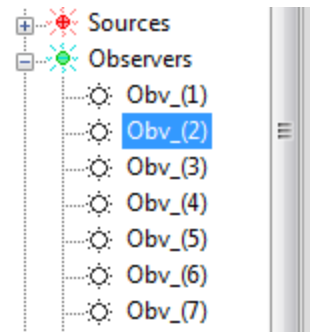 Sources
Observers
Obv_(1)
Obv_(2)
Obv_(3)
Obv_(4)
Obv_(5)
Obv_(6)
Obv_(7)